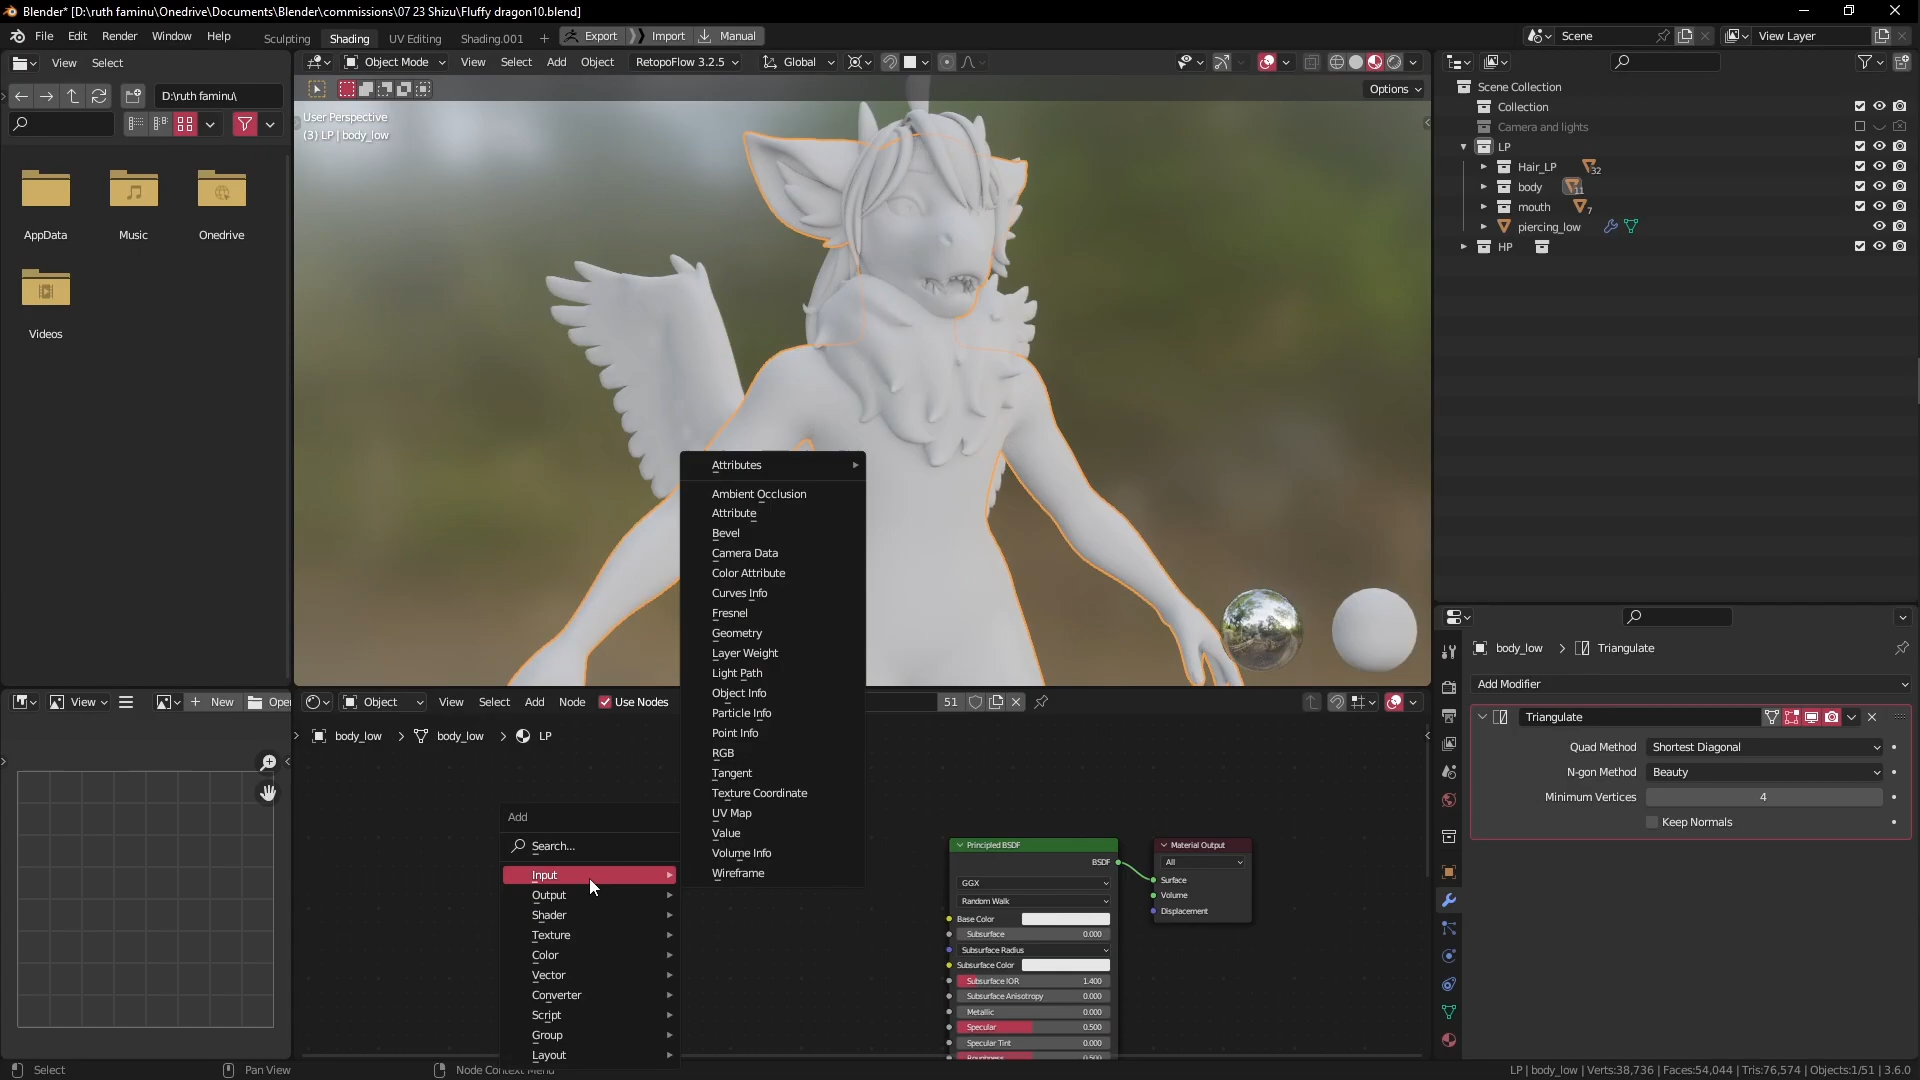 Blender* [D:\ruth faminu\Onedrive\Documents\Blender\commissions\07 23 Shizu\Fluffy dragon10.blend]
File Edit Render Window Help Sculpting Shading UV Editing Shading.001 + Export Import Manual Scene View Layer
View Select Object Mode View Select Add Object RetopoFlow 3.2.5 Global
D:\ruth faminu\ Options
User Perspective
(3) LP | body_low
AppData Music Onedrive
Videos
Scene Collection
Collection
Camera and lights
LP
Hair_LP 32
body 11
mouth 7
piercing_low
HP
Attributes
Ambient Occlusion
Attribute
Bevel
Camera Data
Color Attribute
Curves Info
Fresnel
Geometry
Layer Weight
Light Path
Object Info
Particle Info
Point Info
RGB
Tangent
Texture Coordinate
UV Map
Value
Volume Info
Wireframe
body_low Triangulate
Add Modifier
Triangulate
Quad Method Shortest Diagonal
N-gon Method Beauty
Minimum Vertices 4
Keep Normals
View New Open
Object View Select Add Node Use Nodes 51
body_low body_low LP
Add
Search...
Input
Output
Shader
Texture
Color
Vector
Converter
Script
Group
Layout
Principled BSDF
BSDF
GGX
Random Walk
Base Color
Subsurface 0.000
Subsurface Radius
Subsurface Color
Subsurface IOR 1.400
Subsurface Anisotropy 0.000
Metallic 0.000
Specular 0.500
Specular Tint 0.000
Roughness 0.500
Material Output
All
Surface
Volume
Displacement
Select Pan View Node Context Menu LP | body_low | Verts:38,736 | Faces:54,044 | Tris:76,574 | Objects:1/51 | 3.6.0